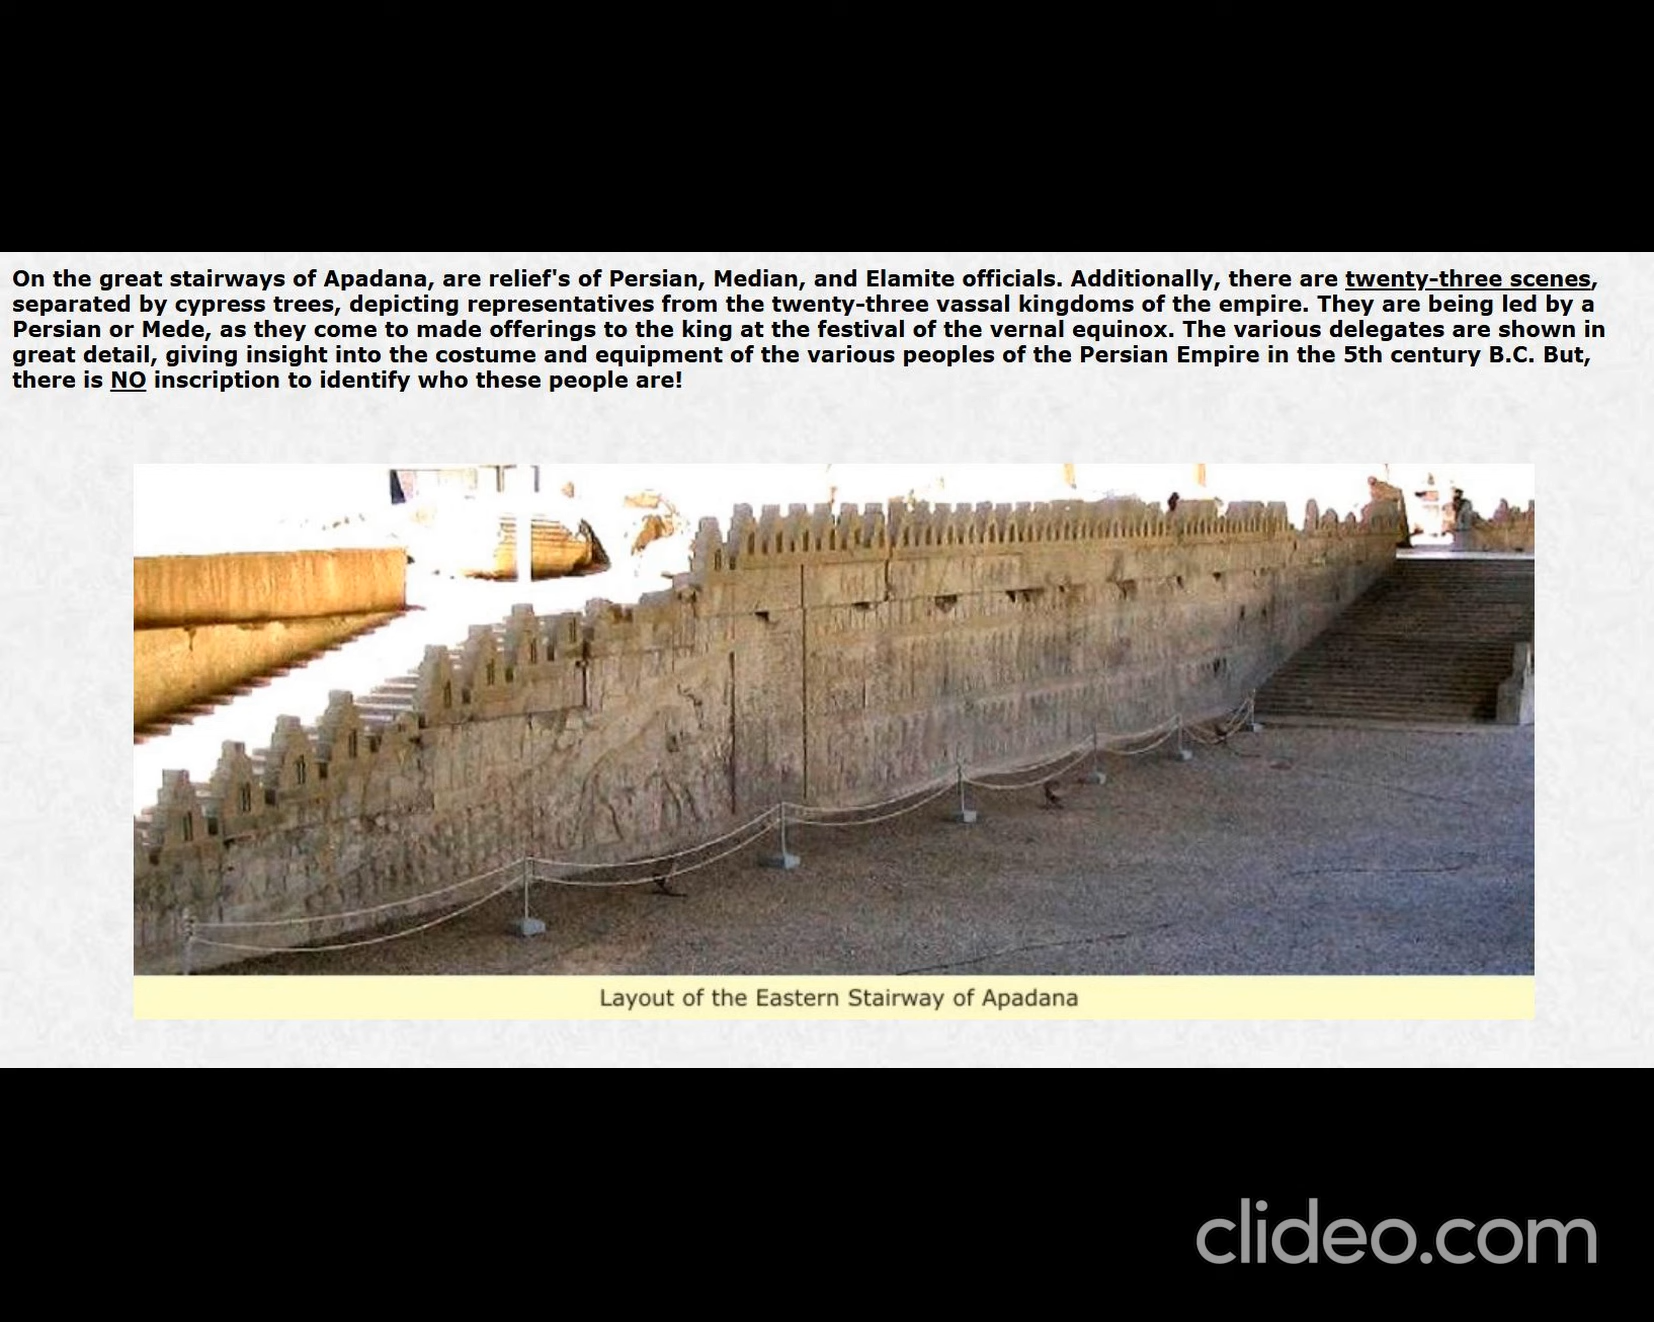 On the great stairways of Apadana, are relief's of Persian, Median, and Elamite officials. Additionally, there are twenty-three scenes,
separated by cypress trees, depicting representatives from the twenty-three vassal kingdoms of the empire. They are being led by a
Persian or Mede, as they come to made offerings to the king at the festival of the vernal equinox. The various delegates are shown in
great detail, giving insight into the costume and equipment of the various peoples of the Persian Empire in the 5th century B.C. But,
there is NO inscription to identify who these people are!
Layout of the Eastern Stairway of Apadana
clideo.com